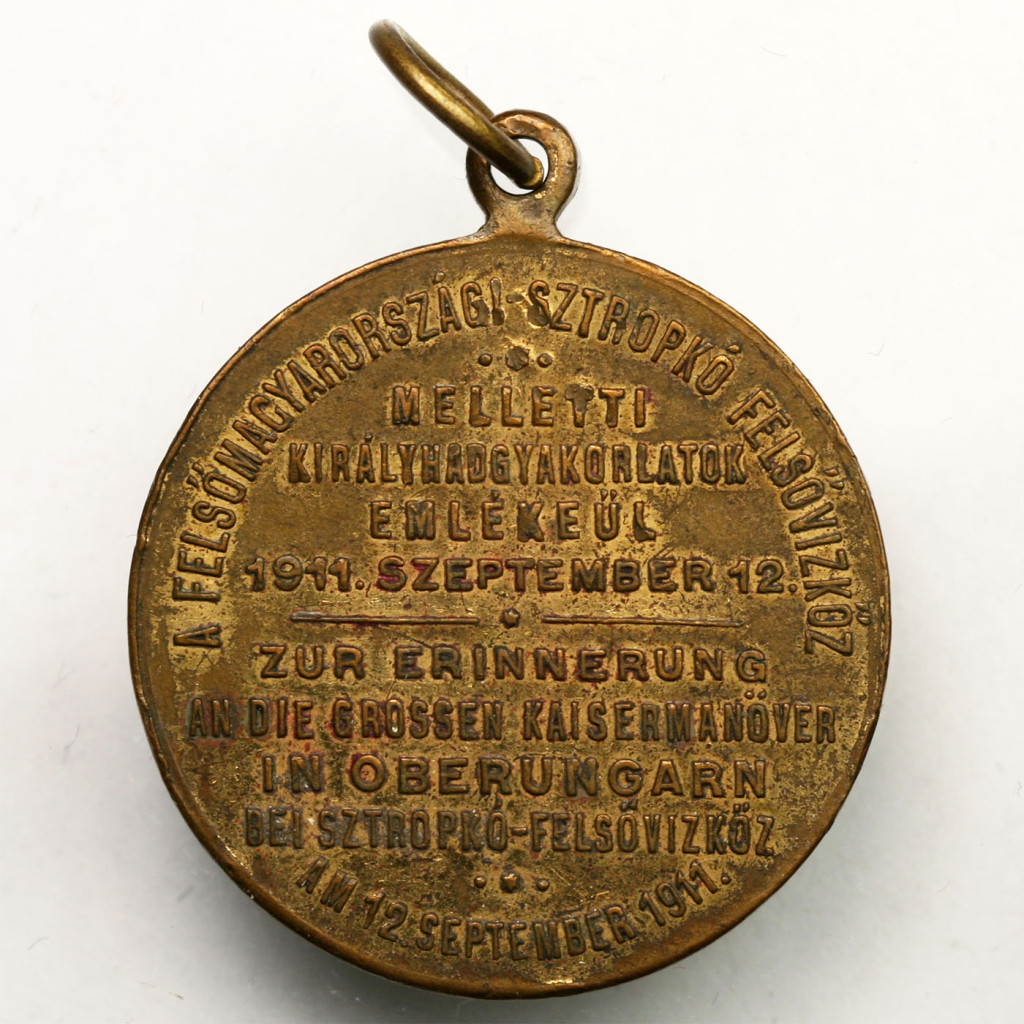 A FELSŐMAGYARORSZÁGI-SZTROPKÓ FELSŐVIZKÖZ
MELLETTI
KIRÁLYHADGYAKORLATOK
EMLÉKEÜL
1911. SZEPTEMBER 12.
ZUR ERINNERUNG
AN DIE GROSSEN KAISERMANÖVER
IN OBERUNGARN
BEI SZTROPKÓ-FELSŐVIZKÖZ
AM 12. SEPTEMBER 1911.